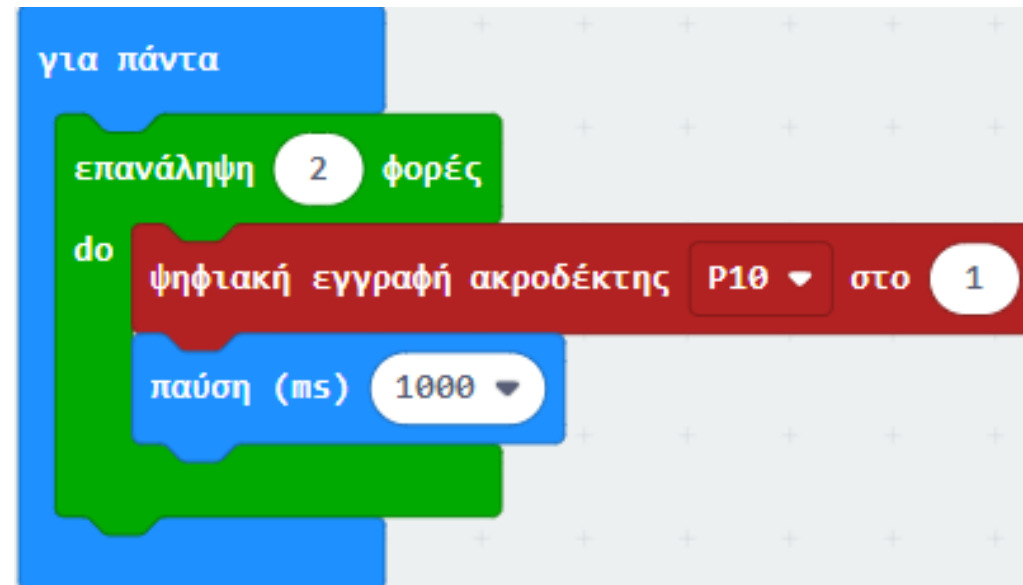 για πάντα
επανάληψη 2 φορές
do
ψηφιακή εγγραφή ακροδέκτης P10 στο 1
παύση (ms) 1000